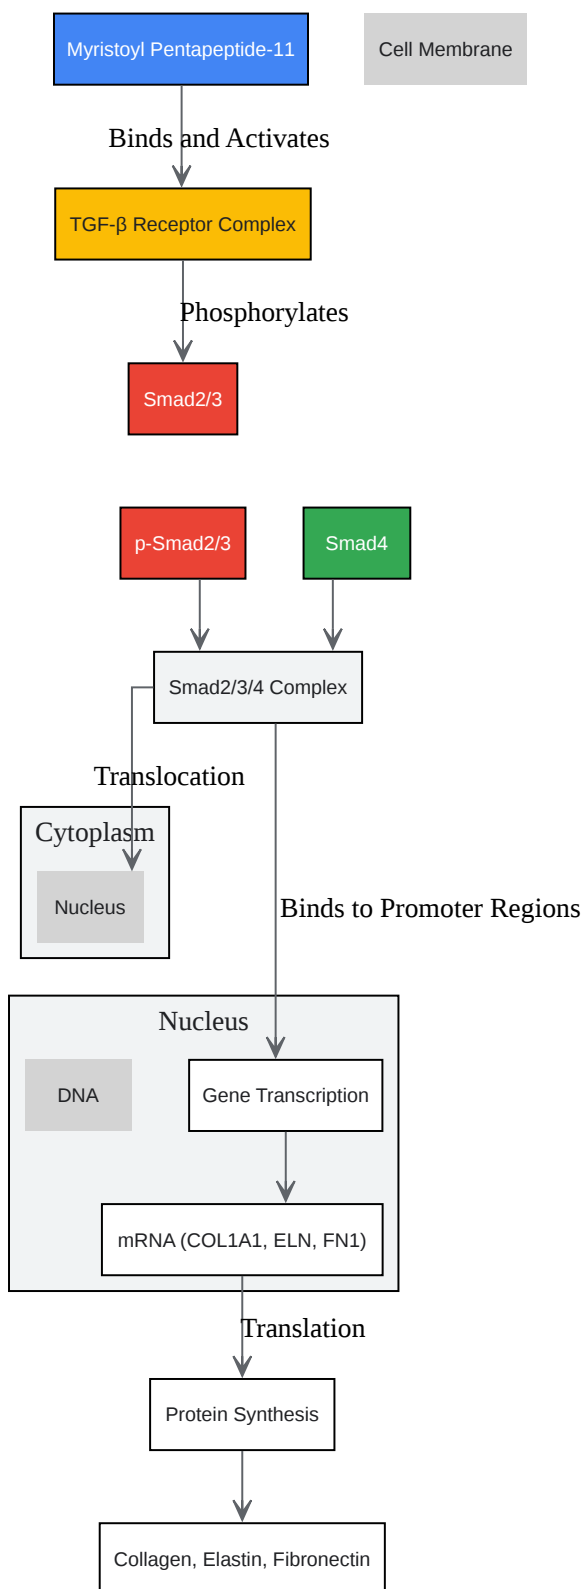 Myristoyl Pentapeptide-11
Cell Membrane
Binds and Activates
TGF-β Receptor Complex
Phosphorylates
Smad2/3
p-Smad2/3
Smad4
Smad2/3/4 Complex
Translocation
Cytoplasm
Nucleus
Binds to Promoter Regions
Nucleus
DNA
Gene Transcription
mRNA (COL1A1, ELN, FN1)
Translation
Protein Synthesis
Collagen, Elastin, Fibronectin